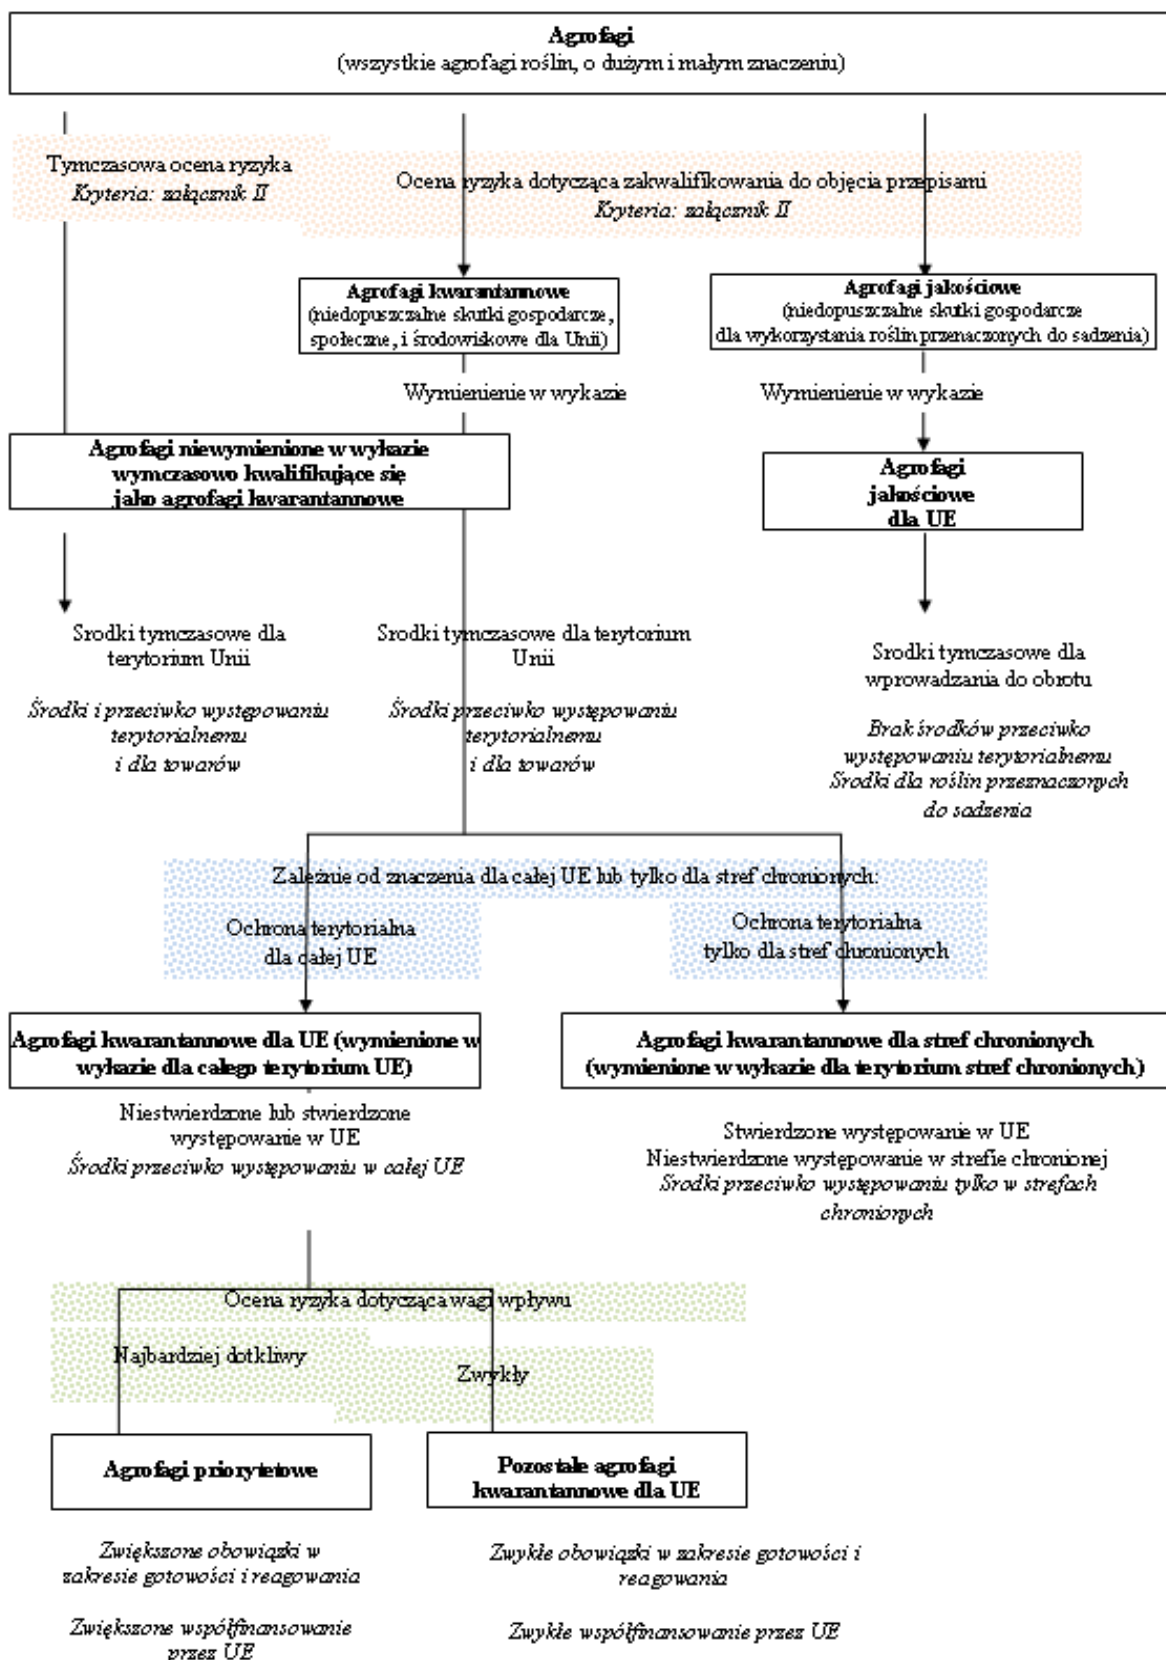 Agrofagi
(wszystkie agrofagi roślin, o dużym i małym znaczeniu)
Tymczasowa ocena ryzyka
Kryteria: załącznik II
Ocena ryzyka dotycząca zakwalifikowania do objęcia przepisami
Kryteria: załącznik II
Agrofagi kwarantannowe
(niedopuszczalne skutki gospodarcze,
społeczne, i środowiskowe dla Unii)
Agrofagi jakościowe
(niedopuszczalne skutki gospodarcze
dla wykorzystania roślin przenaczonych do sadzenia)
Wymienienie w wykazie
Wymienienie w wykazie
Agrofagi niewymienione w wykazie
wymczasowo kwalifikujące się
jako agrofagi kwarantannowe
Agrofagi
jakościowe
dla UE
Srodki tymczasowe dla
terytorium Unii
Środki i przeciwko występowaniu
terytorialnemu
i dla towarów
Srodki tymczasowe dla terytorium
Unii
Środki przeciwko występowaniu
terytorialnemu
i dla towarów
Srodki tymczasowe dla
wprowadzania do obrotu
Brak środków przeciwko
występowaniu terytorialnemu
Srodki dla roślin przeznaczonych
do sadzenia
Zależnie od znaczenia dla całej UE lub tylko dla stref chronionych:
Ochrona terytorialna
dla całej UE
Ochrona terytorialna
tylko dla stref chronionych
Agrofagi kwarantannowe dla UE (wymienione w
wykazie dla całego terytorium UE)
Agrofagi kwarantannowe dla stref chronionych
(wymienione w wykazie dla terytorium stref chronionych)
Niestwierdzone lub stwierdzone
występowanie w UE
Środki przeciwko występowaniu w całej UE
Stwierdzone występowanie w UE
Niestwierdzone występowanie w strefie chronionej
Srodki przeciwko występowaniu tylko w strefach
chronionych
Ocena ryzyka dotycząca wagi wpływu
Najbardziej dotkliwy
Zwykły
Agrofagi priorytetowe
Pozostałe agrofagi
kwarantannowe dla UE
Zwiększone obowiązki w
zakresie gotowości i reagowania
Zwiększone współfinansowanie
przez UE
Zwykłe obowiązki w zakresie gotowości i
reagowania
Zwykłe współfinansowanie przez UE